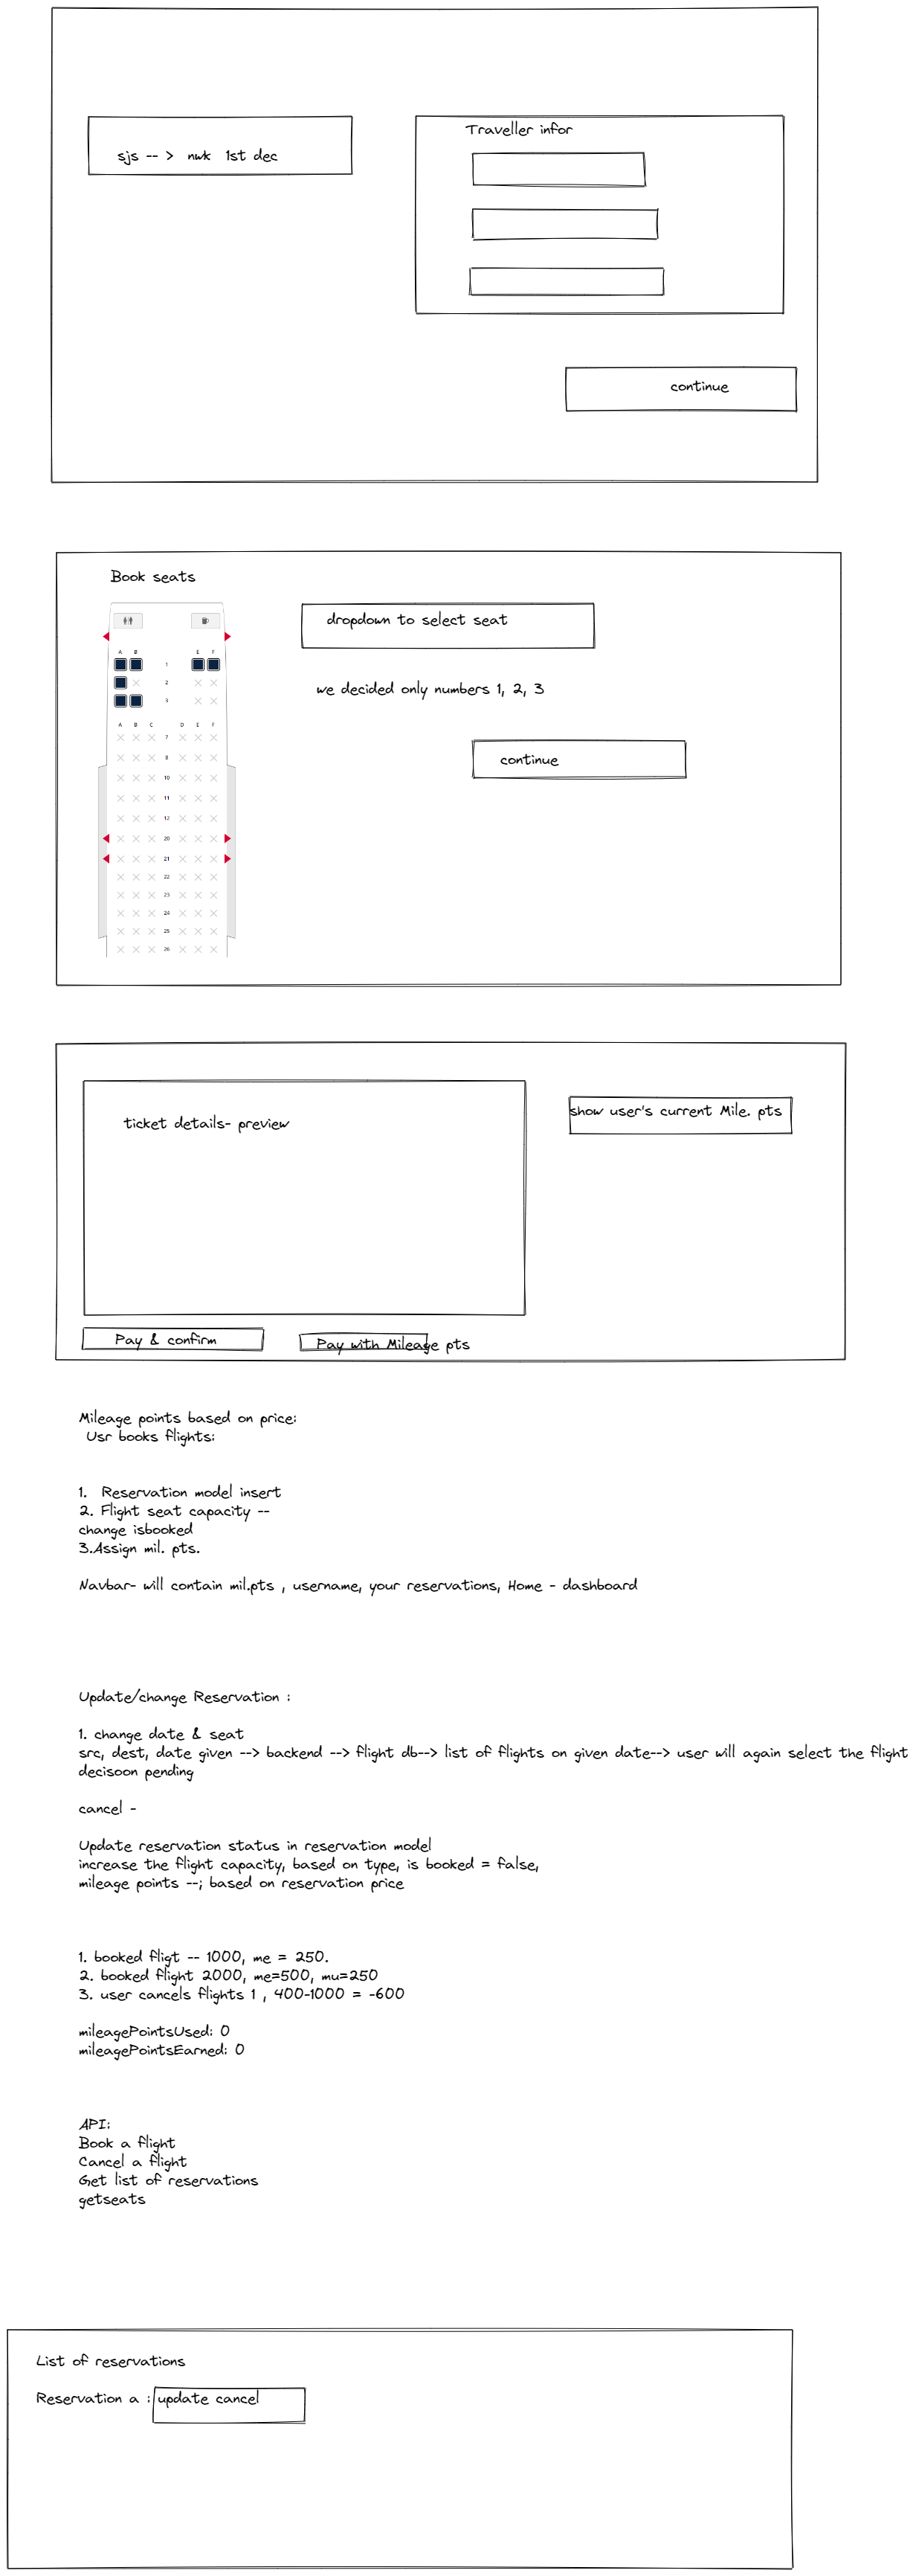 Traveller infor
sjs -- > nwk 1st dec
continue
Book seats
dropdown to select seat
we decided only numbers 1, 2, 3
continue
A B E F
1
2
3
A B C D E F
7
8
10
11
12
20
21
22
23
24
25
26
ticket details- preview
show user's current Mile. pts
Pay & confirm
Pay with Mileage pts
Mileage points based on price:
Usr books flights:
1. Reservation model insert
2. Flight seat capacity --
change isbooked
3.Assign mil. pts.
Navbar- will contain mil.pts , username, your reservations, Home - dashboard
Update/change Reservation :
1. change date & seat
src, dest, date given --> backend --> flight db--> list of flights on given date--> user will again select the flight
decisoon pending
cancel -
Update reservation status in reservation model
increase the flight capacity, based on type, is booked = false,
mileage points --; based on reservation price
1. booked fligt -- 1000, me = 250.
2. booked flight 2000, me=500, mu=250
3. user cancels flights 1 , 400-1000 = -600
mileagePointsUsed: 0
mileagePointsEarned: 0
API:
Book a flight
Cancel a flight
Get list of reservations
getseats
List of reservations
Reservation a : update cancel